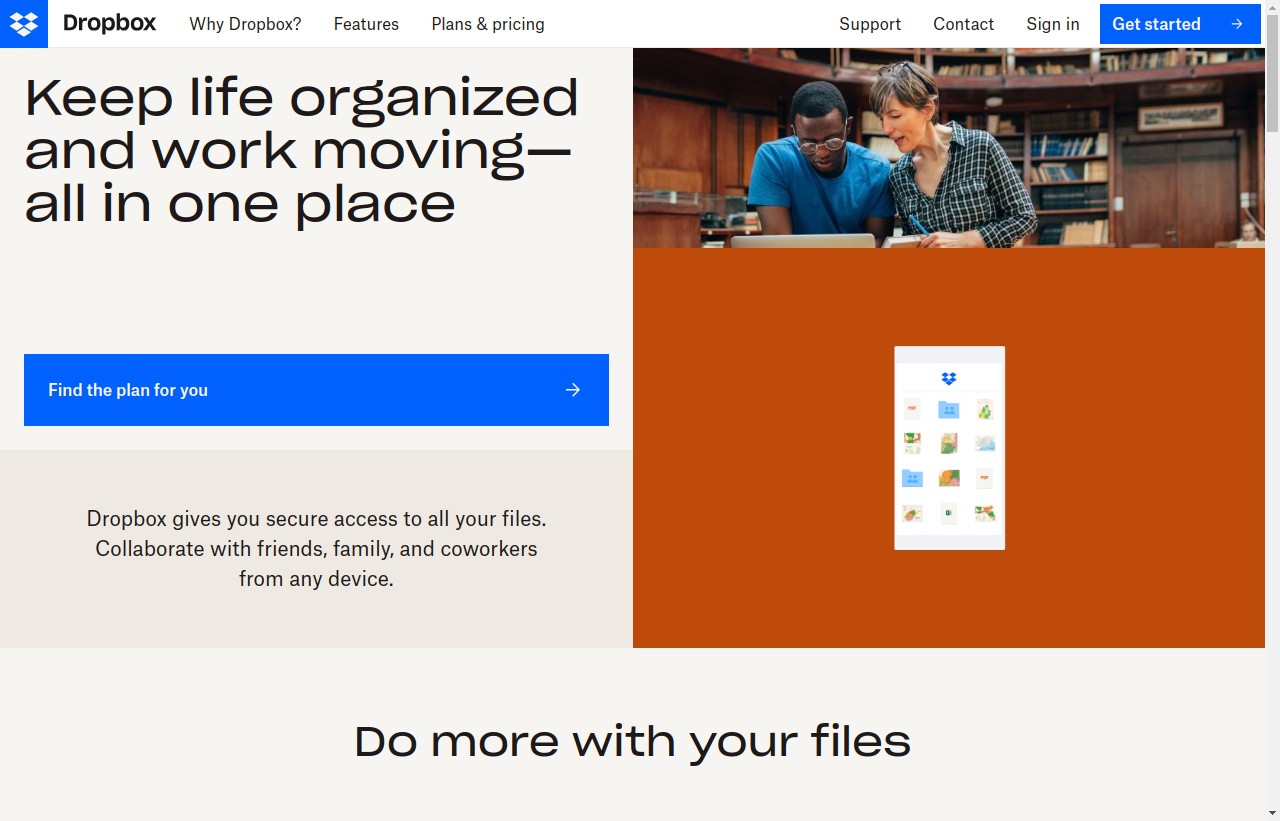 Dropbox
Why Dropbox?
Features
Plans & pricing
Support
Contact
Sign in
Get started
Keep life organized
and work moving—
all in one place
Find the plan for you
PDF
PDF
Dropbox gives you secure access to all your files.
Collaborate with friends, family, and coworkers
from any device.
Do more with your files